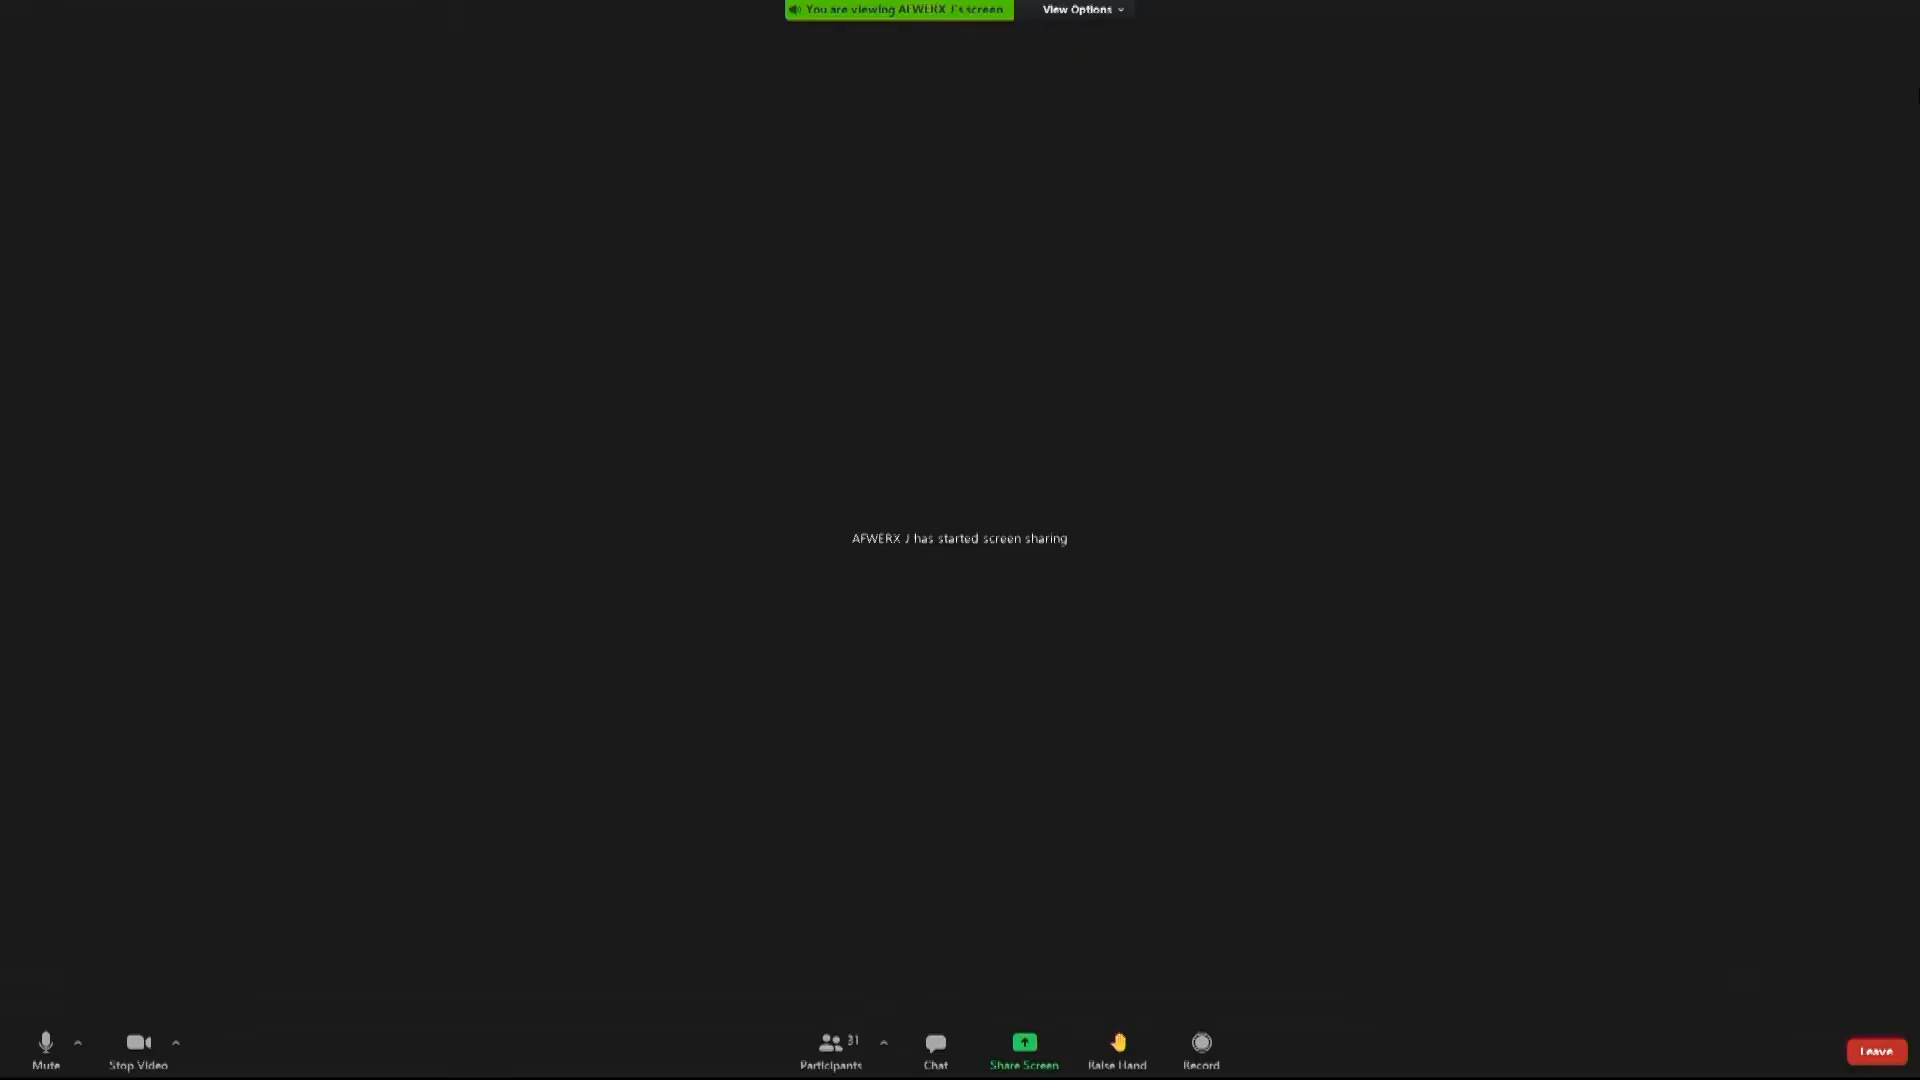 You are viewing AFWERX J's screen
View Options
AFWERX J has started screen sharing
Mute
Stop Video
Participants
31
Chat
Share Screen
Raise Hand
Record
Leave